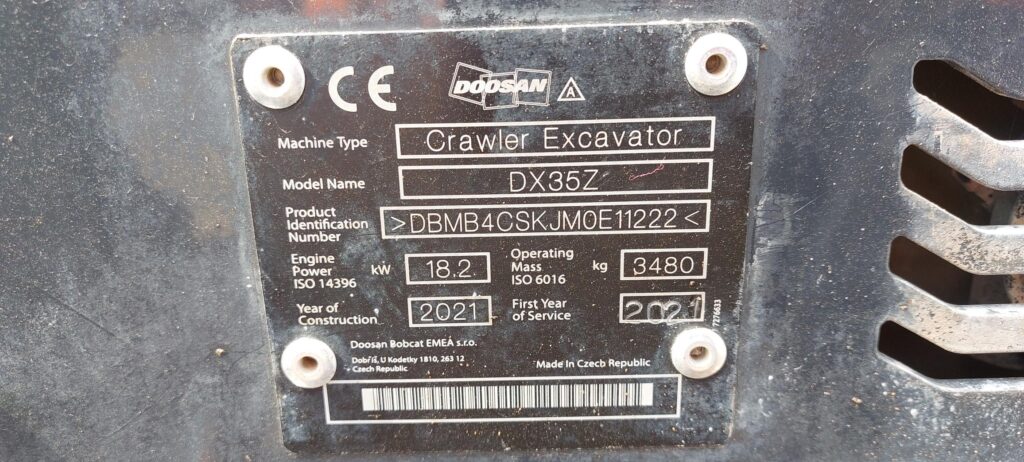 CE DOOSAN A
Machine Type Crawler Excavator
Model Name DX35Z
Product
Identification
Number >DBMB4CSKJM0E11222<
Engine
Power
ISO 14396 kW 18.2
Operating
Mass
ISO 6016 kg 3480
Year of
Construction 2021
First Year
of Service 2021
7276633
Doosan Bobcat EMEA s.r.o.
Dobříš, U Kodetky 1810, 263 12
Czech Republic
Made in Czech Republic